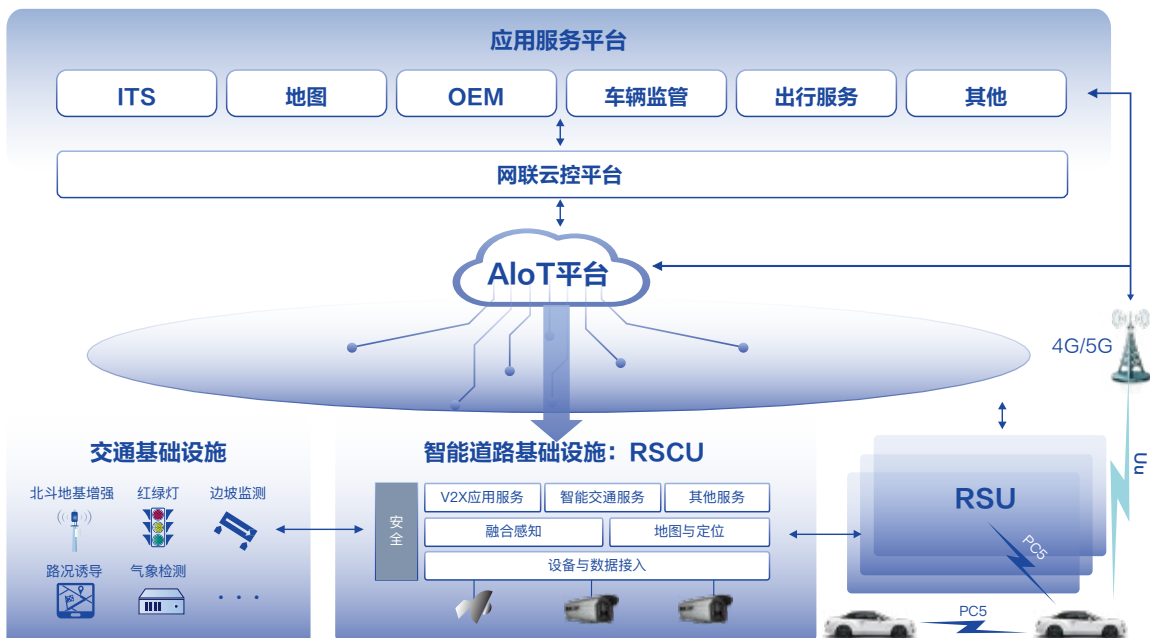 应用服务平台
ITS
地图
OEM
车辆监管
出行服务
其他
网联云控平台
AIoT平台
4G/5G
Uu
交通基础设施
北斗地基增强
红绿灯
边坡监测
路况诱导
气象检测
· · ·
智能道路基础设施：RSCU
安全
V2X应用服务
智能交通服务
其他服务
融合感知
地图与定位
设备与数据接入
RSU
PC5
PC5